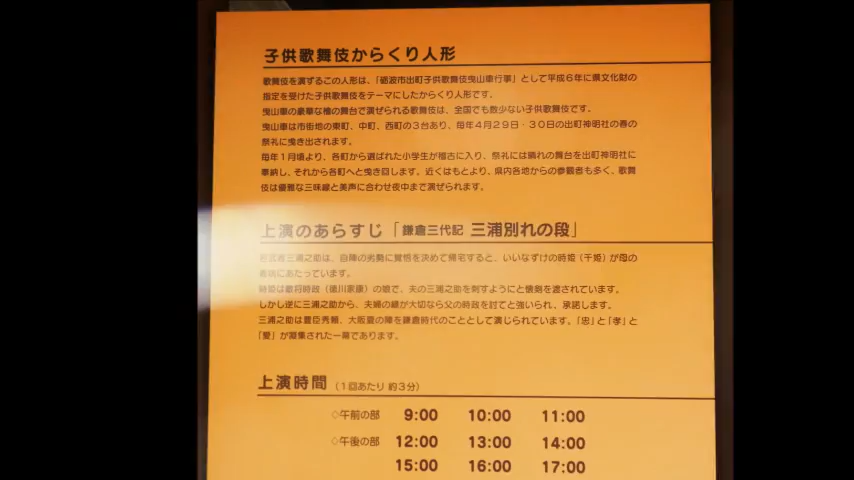 子供歌舞伎からくり人形
歌舞伎を演ずるこの人形は、「砺波市出町子供歌舞伎曳山車行事」として平成6年に県文化財の
指定を受けた子供歌舞伎をテーマにしたからくり人形です。
曳山車の豪華な檜の舞台で演ぜられる歌舞伎は、全国でも数少ない子供歌舞伎です。
曳山車は市街地の東町、中町、西町の3台あり、毎年4月29日・30日の出町神明社の春の
祭礼に曳き出されます。
毎年1月頃より、各町から選ばれた小学生が稽古に入り、祭礼には晴れの舞台を出町神明社に
奉納し、それから各町へと曳き回します。近くはもとより、県内各地からの参観者も多く、歌舞
伎は優雅な三味線と美声に合わせ夜中まで演ぜられます。
上演のあらすじ「鎌倉三代記 三浦別れの段」
三浦之助は、自陣の劣勢に覚悟を決めて帰宅すると、いいなずけの時姫(千姫)が母の
看病にあたっています。
時姫は敵将時政(徳川家康)の娘で、夫の三浦之助を刺すようにと懐剣を渡されています。
しかし逆に三浦之助から、夫婦の縁が大切なら父の時政を討てと強いられ、承諾します。
三浦之助は豊臣秀頼、大阪夏の陣を鎌倉時代のこととして演じられています。「忠」と「孝」と
「愛」が凝集された一幕であります。
上演時間(1回あたり 約3分)
◇午前の部 9:00 10:00 11:00
◇午後の部 12:00 13:00 14:00
15:00 16:00 17:00